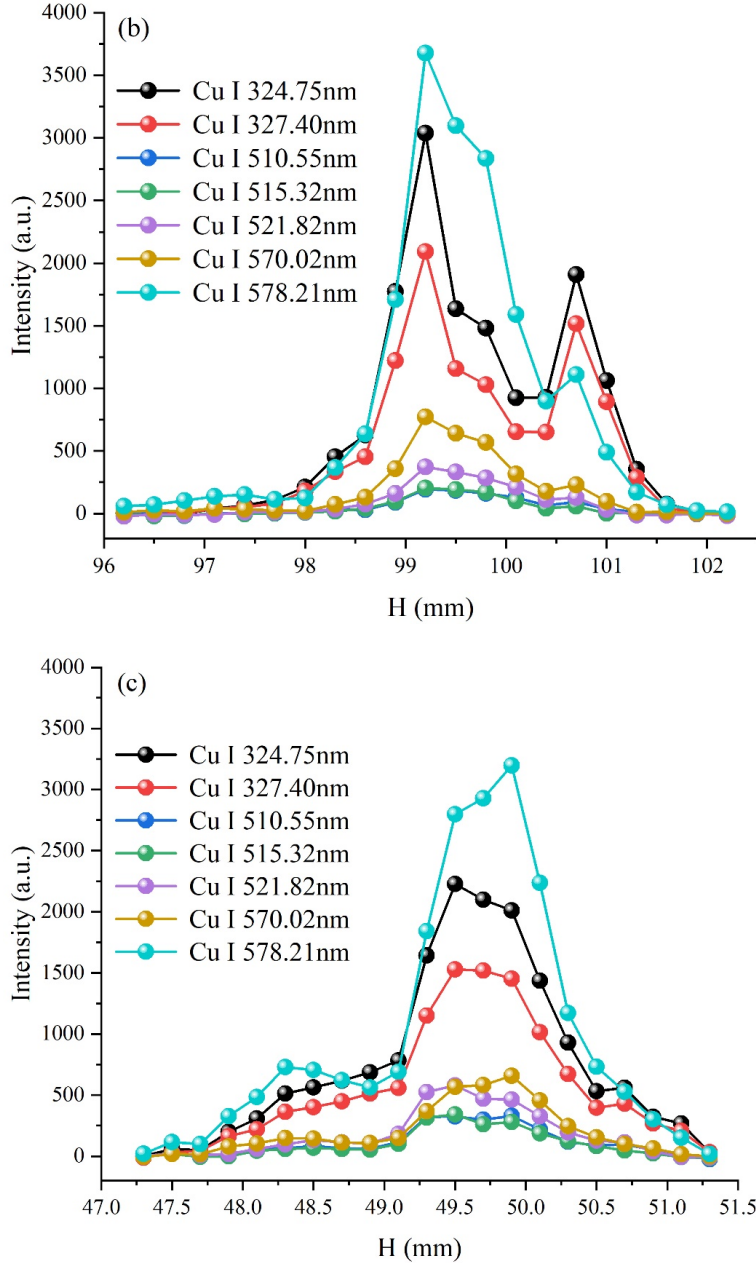 (b)
4000
3500
3000
2500
2000
1500
1000
500
0
Intensity (a.u.)
Cu I 324.75nm
Cu I 327.40nm
Cu I 510.55nm
Cu I 515.32nm
Cu I 521.82nm
Cu I 570.02nm
Cu I 578.21nm
96 97 98 99 100 101 102
H (mm)
(c)
4000
3500
3000
2500
2000
1500
1000
500
0
Intensity (a.u.)
Cu I 324.75nm
Cu I 327.40nm
Cu I 510.55nm
Cu I 515.32nm
Cu I 521.82nm
Cu I 570.02nm
Cu I 578.21nm
47.0 47.5 48.0 48.5 49.0 49.5 50.0 50.5 51.0 51.5
H (mm)